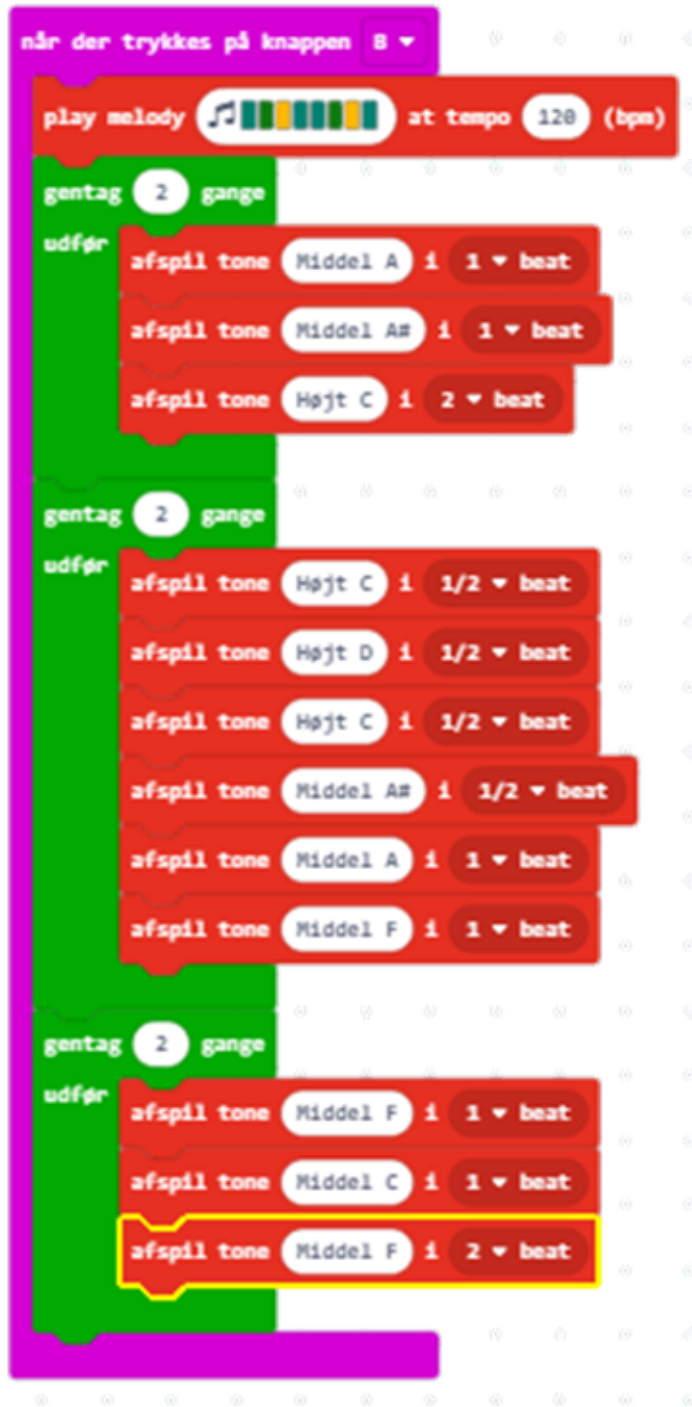 når der trykkes på knappen B
play melody at tempo 120 (bpm)
gentag 2 gange
udfør
afspil tone Middel A i 1 beat
afspil tone Middel A# i 1 beat
afspil tone Højt C i 2 beat
gentag 2 gange
udfør
afspil tone Højt C i 1/2 beat
afspil tone Højt D i 1/2 beat
afspil tone Højt C i 1/2 beat
afspil tone Middel A# i 1/2 beat
afspil tone Middel A i 1 beat
afspil tone Middel F i 1 beat
gentag 2 gange
udfør
afspil tone Middel F i 1 beat
afspil tone Middel C i 1 beat
afspil tone Middel F i 2 beat